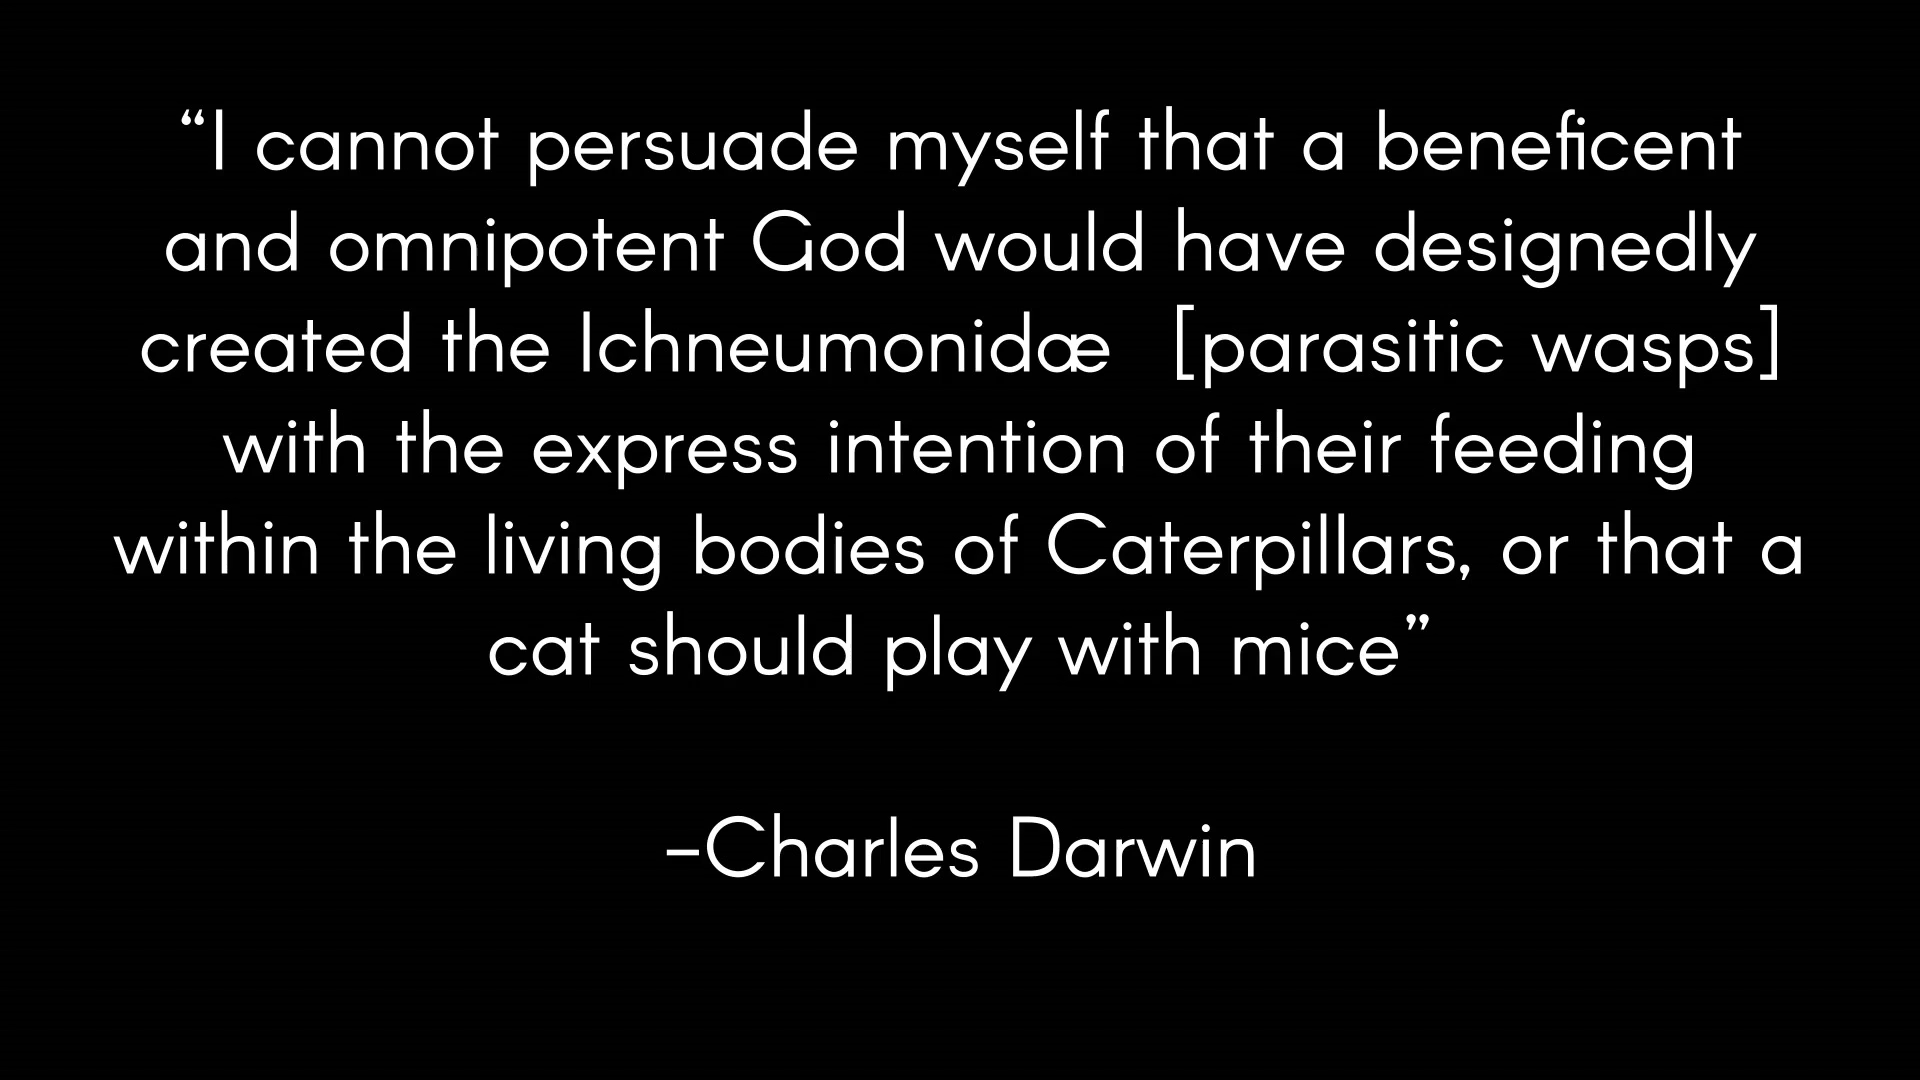 “I cannot persuade myself that a beneficent
and omnipotent God would have designedly
created the Ichneumonidæ [parasitic wasps]
with the express intention of their feeding
within the living bodies of Caterpillars, or that a
cat should play with mice”
–Charles Darwin